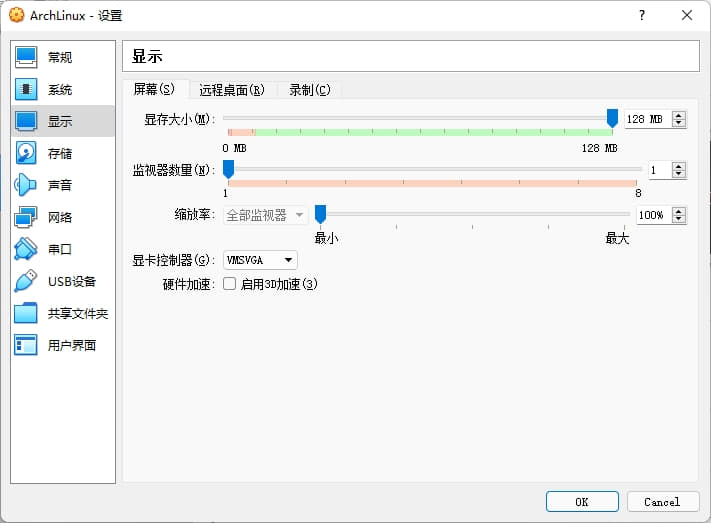 ArchLinux - 设置
?
常规
系统
显示
存储
声音
网络
串口
USB设备
共享文件夹
用户界面
显示
屏幕(S) 远程桌面(R) 录制(C)
显存大小(M): 128 MB
0 MB 128 MB
监视器数量(N): 1
1 8
缩放率: 全部监视器 100%
最小 最大
显卡控制器(G): VMSVGA
硬件加速: 启用3D加速(3)
OK Cancel